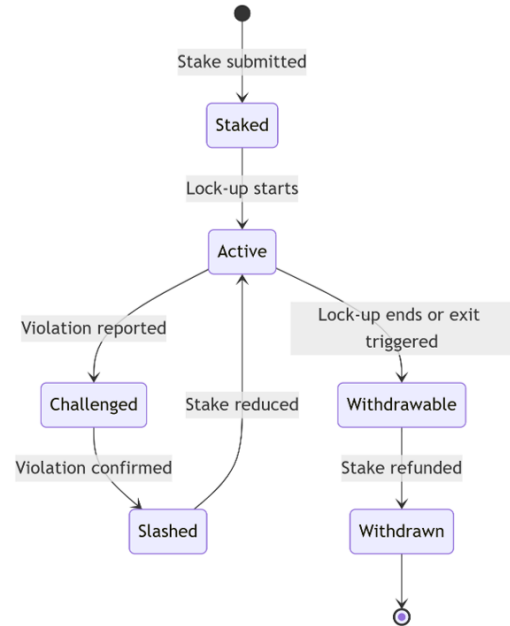 Stake submitted
Staked
Lock-up starts
Active
Violation reported
Lock-up ends or exit
triggered
Challenged
Stake reduced
Withdrawable
Violation confirmed
Stake refunded
Slashed
Withdrawn